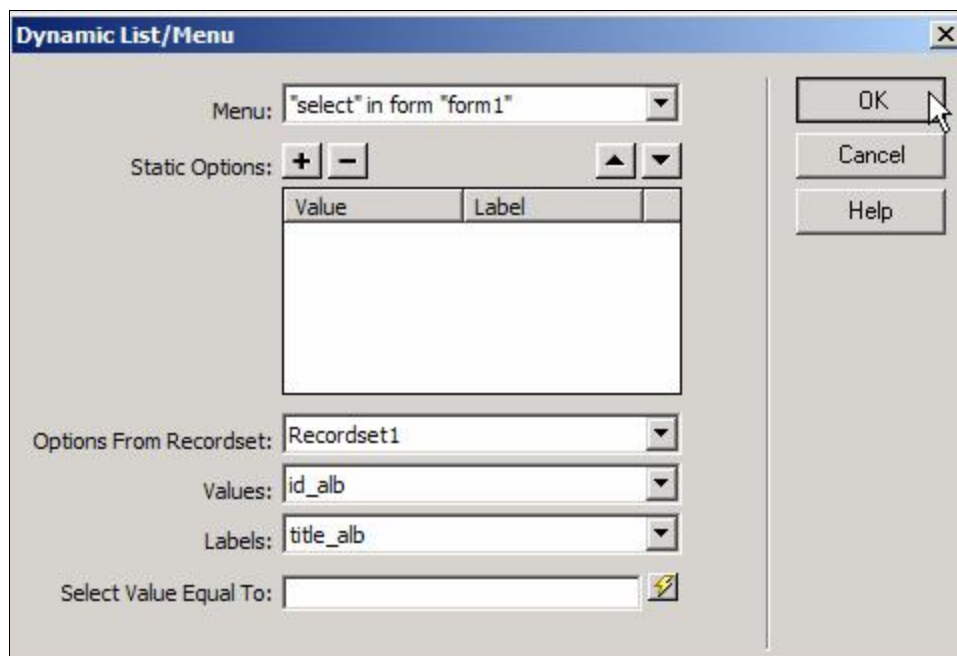 Dynamic List/Menu
Menu: "select" in form "form1"
OK
Static Options:
Cancel
Value Label
Help
Options From Recordset: Recordset1
Values: id_alb
Labels: title_alb
Select Value Equal To: